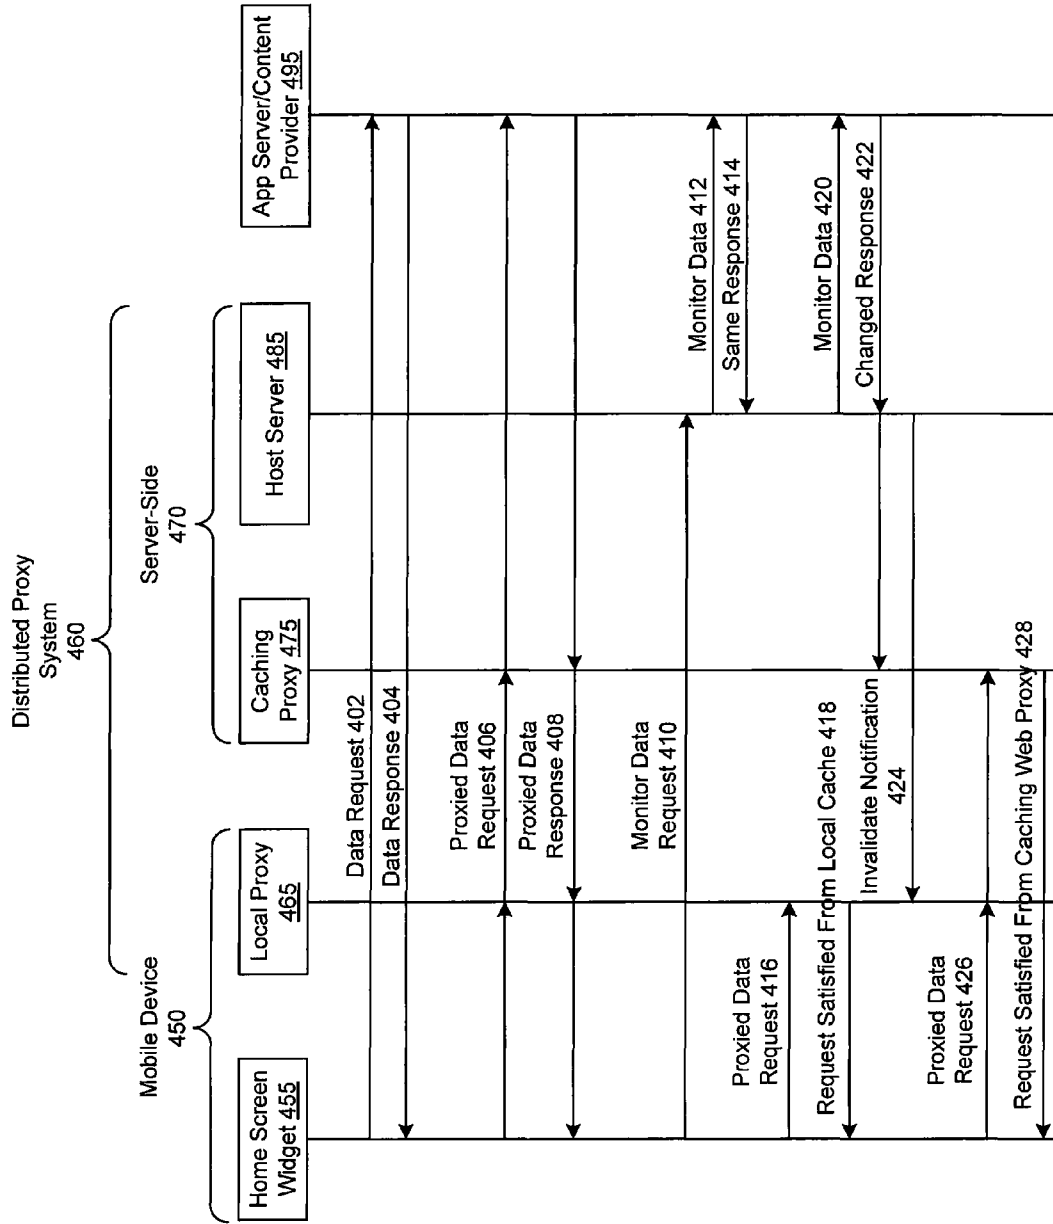 Distributed Proxy
System
460
Mobile Device
450
Server-Side
470
Home Screen
Widget 455
Local Proxy
465
Caching
Proxy 475
Host Server 485
App Server/Content
Provider 495
Data Request 402
Data Response 404
Proxied Data
Request 406
Proxied Data
Response 408
Monitor Data
Request 410
Monitor Data 412
Same Response 414
Proxied Data
Request 416
Request Satisfied From Local Cache 418
Monitor Data 420
Changed Response 422
Invalidate Notification
424
Proxied Data
Request 426
Request Satisfied From Caching Web Proxy 428